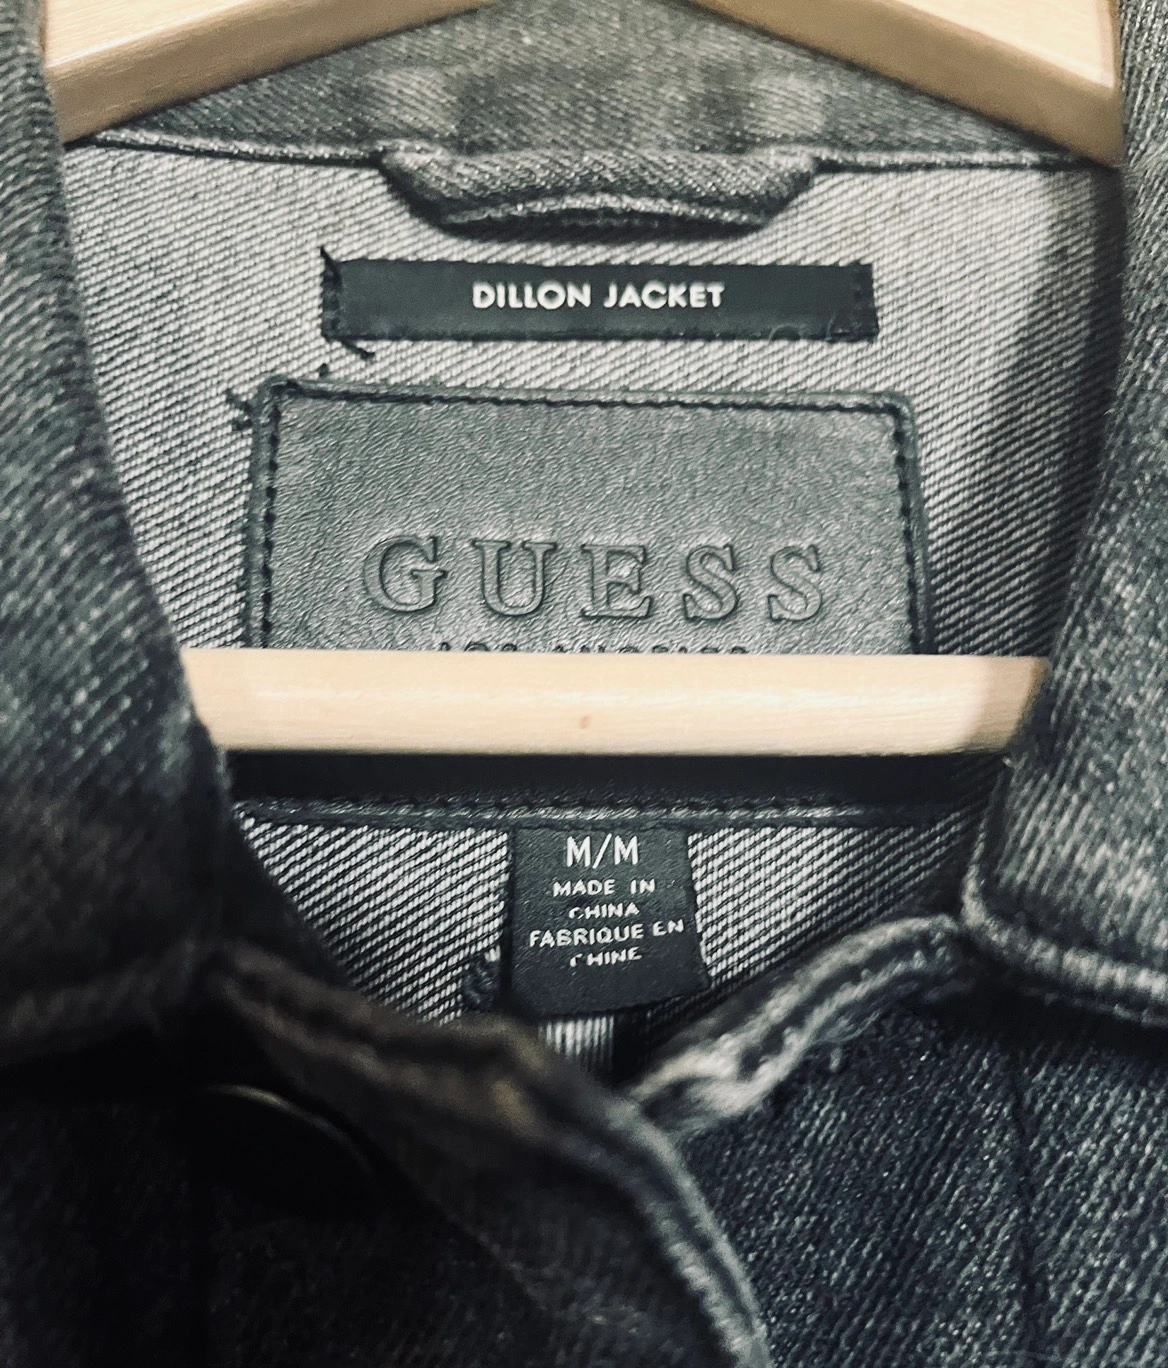 DILLON JACKET
GUESS
M/M
MADE IN
CHINA
FABRIQUE EN
CHINE